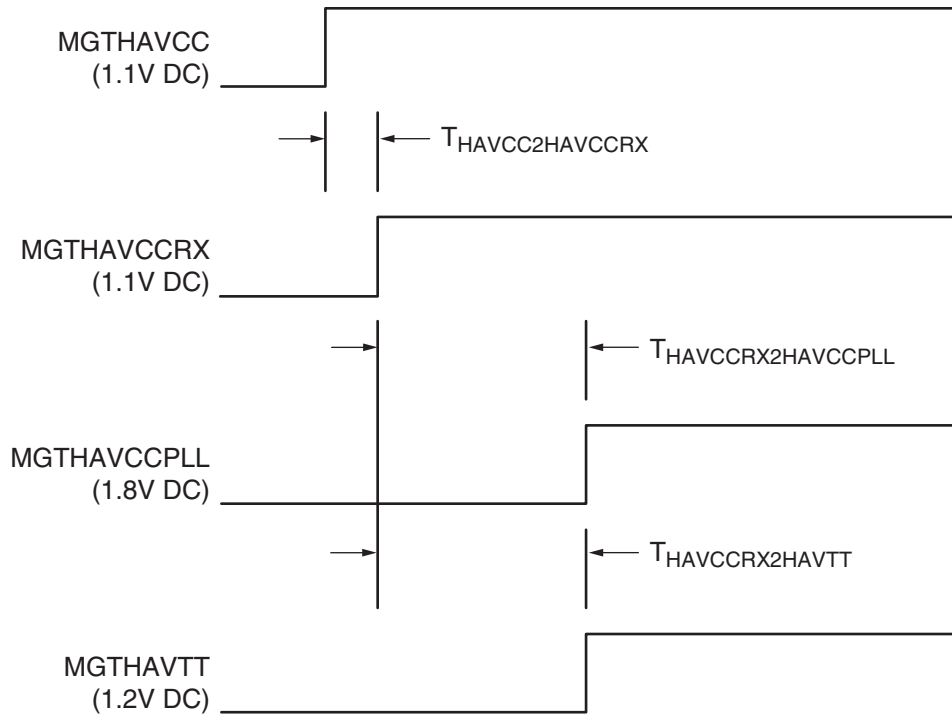 MGTHAVCC
(1.1V DC)
THAVCC2HAVCCRX
MGTHAVCCRX
(1.1V DC)
THAVCCRX2HAVCCPLL
MGTHAVCCPLL
(1.8V DC)
THAVCCRX2HAVTT
MGTHAVTT
(1.2V DC)